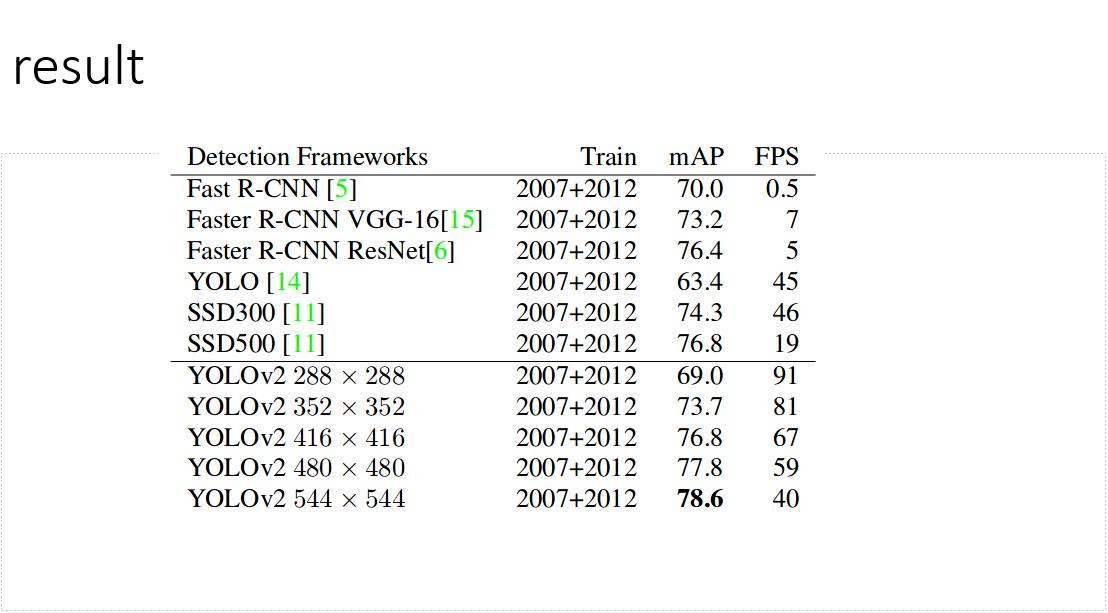 result
Detection Frameworks Train mAP FPS
Fast R-CNN [5] 2007+2012 70.0 0.5
Faster R-CNN VGG-16[15] 2007+2012 73.2 7
Faster R-CNN ResNet[6] 2007+2012 76.4 5
YOLO [14] 2007+2012 63.4 45
SSD300 [11] 2007+2012 74.3 46
SSD500 [11] 2007+2012 76.8 19
YOLOv2 288 × 288 2007+2012 69.0 91
YOLOv2 352 × 352 2007+2012 73.7 81
YOLOv2 416 × 416 2007+2012 76.8 67
YOLOv2 480 × 480 2007+2012 77.8 59
YOLOv2 544 × 544 2007+2012 78.6 40